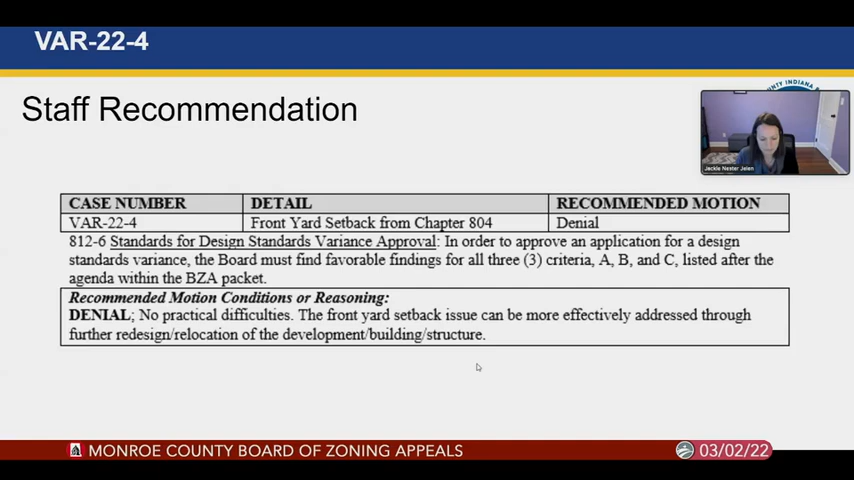 VAR-22-4
Staff Recommendation
NTY INDIANA
Jackie Nester Jelen
CASE NUMBER DETAIL RECOMMENDED MOTION
VAR-22-4 Front Yard Setback from Chapter 804 Denial
812-6 Standards for Design Standards Variance Approval: In order to approve an application for a design
standards variance, the Board must find favorable findings for all three (3) criteria, A, B, and C, listed after the
agenda within the BZA packet.
Recommended Motion Conditions or Reasoning:
DENIAL; No practical difficulties. The front yard setback issue can be more effectively addressed through
further redesign/relocation of the development/building/structure.
MONROE COUNTY BOARD OF ZONING APPEALS
03/02/22